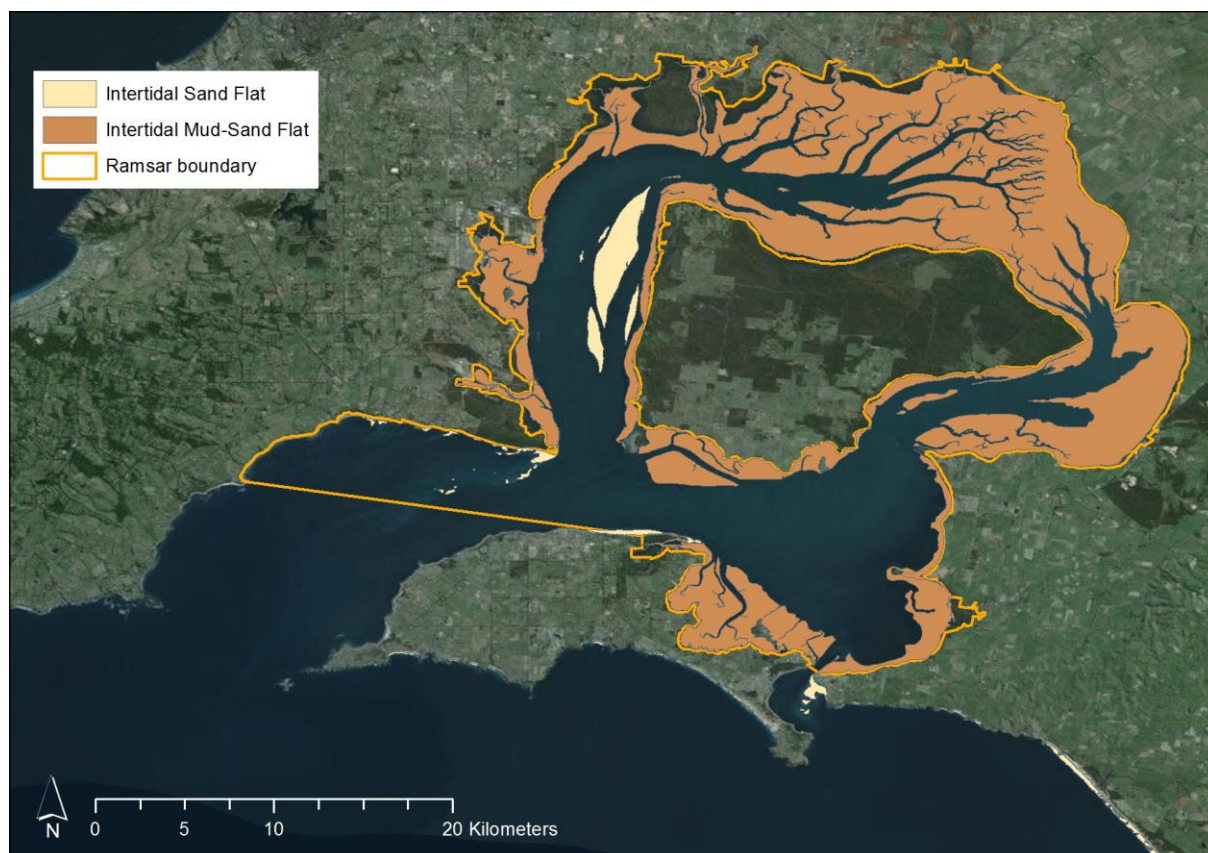 Intertidal Sand Flat
Intertidal Mud-Sand Flat
Ramsar boundary
N
0 5 10 20 Kilometers